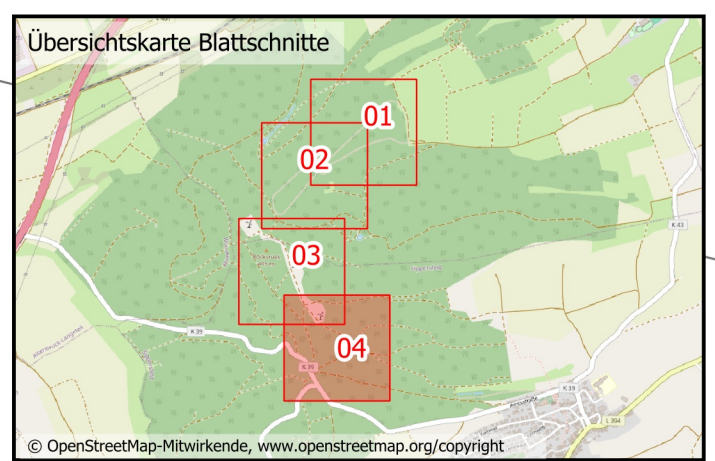 Übersichtskarte Blattschnitte
01
02
K 43
03
K 39
04
K 39
K 39
L 394
© OpenStreetMap-Mitwirkende, www.openstreetmap.org/copyright